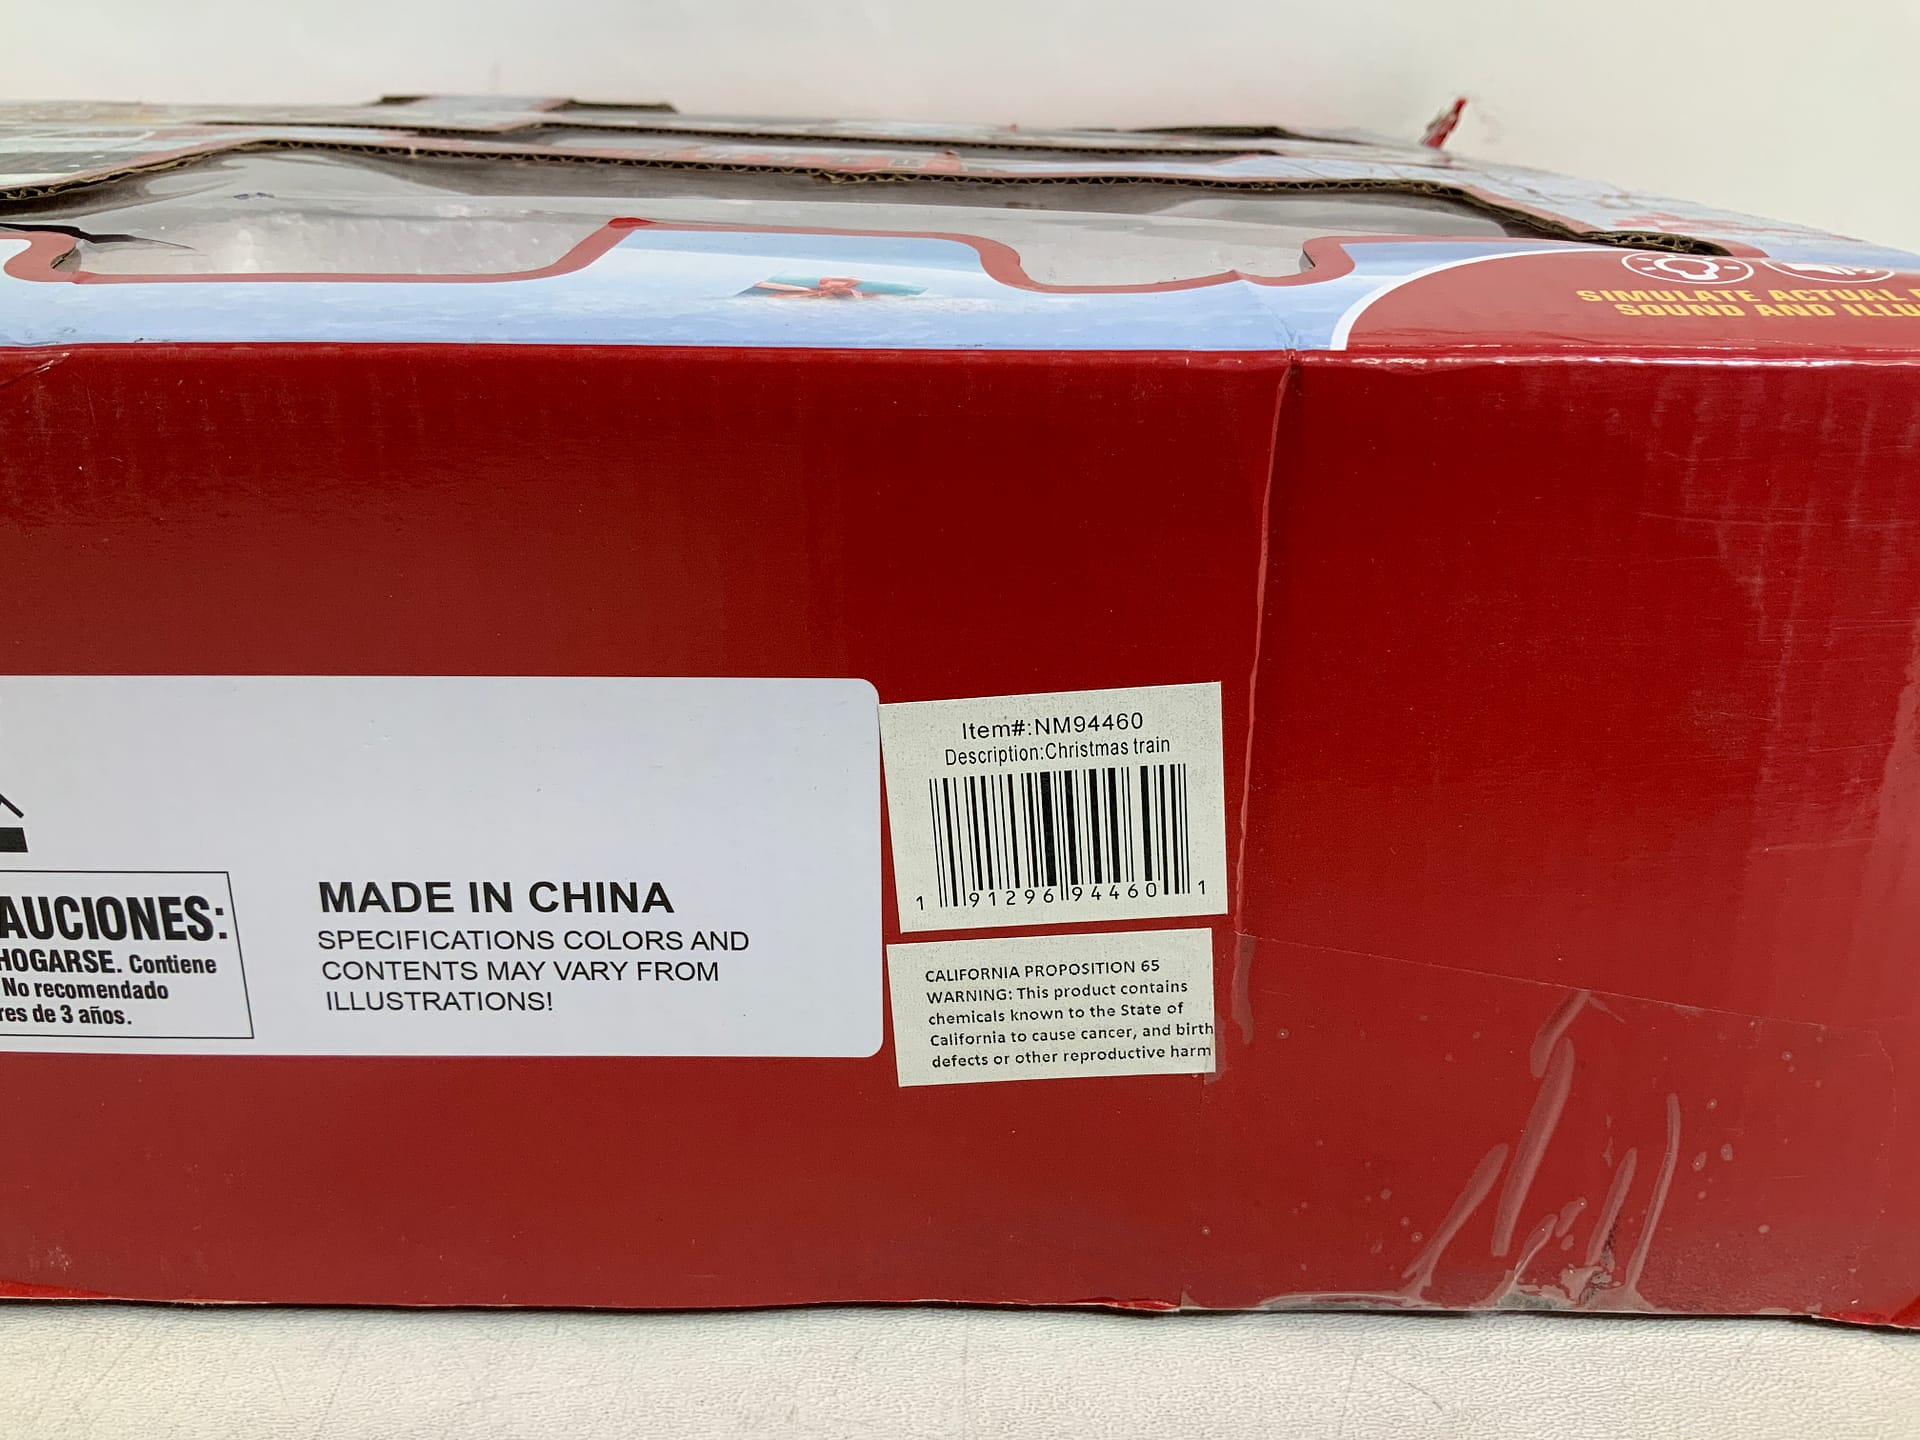 SIMULATE ACTUAL
SOUND AND
Item#:NM94460
Description:Christmas train
1 91296 94460 1
AUCIONES:
HOGARSE. Contiene
No recomendado
res de 3 años.
MADE IN CHINA
SPECIFICATIONS COLORS AND
CONTENTS MAY VARY FROM
ILLUSTRATIONS!
CALIFORNIA PROPOSITION 65
WARNING: This product contains
chemicals known to the State of
California to cause cancer, and birth
defects or other reproductive harm